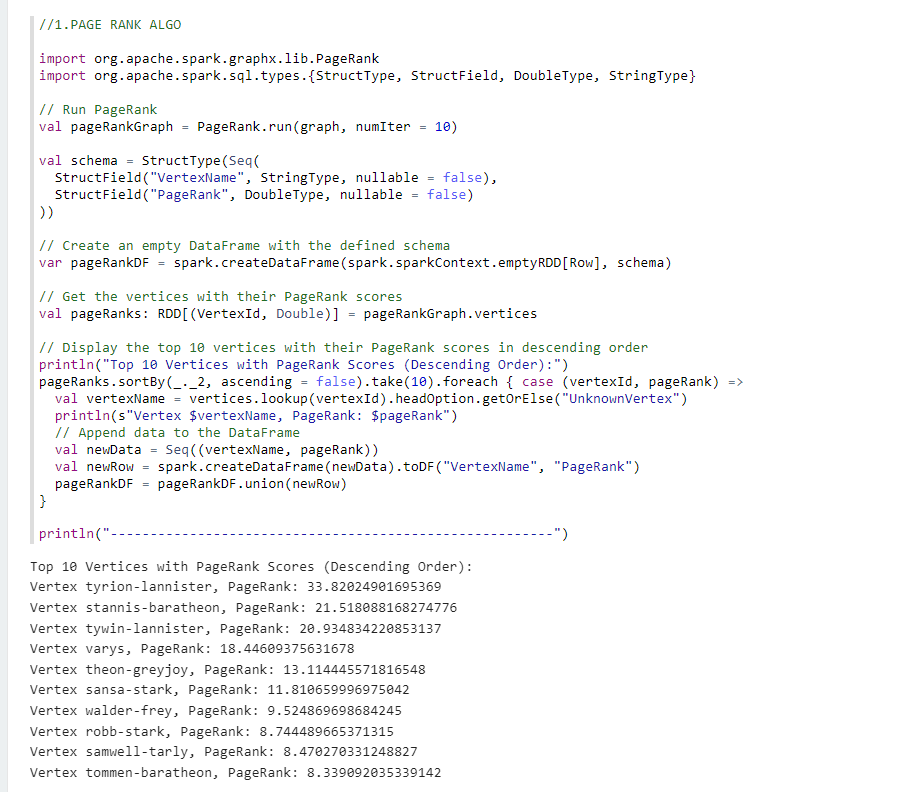 //1.PAGE RANK ALGO
import org.apache.spark.graphx.lib.PageRank
import org.apache.spark.sql.types.{StructType, StructField, DoubleType, StringType}
// Run PageRank
val pageRankGraph = PageRank.run(graph, numIter = 10)
val schema = StructType(Seq(
  StructField("VertexName", StringType, nullable = false),
  StructField("PageRank", DoubleType, nullable = false)
))
// Create an empty DataFrame with the defined schema
var pageRankDF = spark.createDataFrame(spark.sparkContext.emptyRDD[Row], schema)
// Get the vertices with their PageRank scores
val pageRanks: RDD[(VertexId, Double)] = pageRankGraph.vertices
// Display the top 10 vertices with their PageRank scores in descending order
println("Top 10 Vertices with PageRank Scores (Descending Order):")
pageRanks.sortBy(_._2, ascending = false).take(10).foreach { case (vertexId, pageRank) =>
  val vertexName = vertices.lookup(vertexId).headOption.getOrElse("UnknownVertex")
  println(s"Vertex $vertexName, PageRank: $pageRank")
  // Append data to the DataFrame
  val newData = Seq((vertexName, pageRank))
  val newRow = spark.createDataFrame(newData).toDF("VertexName", "PageRank")
  pageRankDF = pageRankDF.union(newRow)
}
println("--------------------------------------------------------")
Top 10 Vertices with PageRank Scores (Descending Order):
Vertex tyrion-lannister, PageRank: 33.82024901695369
Vertex stannis-baratheon, PageRank: 21.518088168274776
Vertex tywin-lannister, PageRank: 20.934834220853137
Vertex varys, PageRank: 18.44609375631678
Vertex theon-greyjoy, PageRank: 13.114445571816548
Vertex sansa-stark, PageRank: 11.810659996975042
Vertex walder-frey, PageRank: 9.524869698684245
Vertex robb-stark, PageRank: 8.744489665371315
Vertex samwell-tarly, PageRank: 8.470270331248827
Vertex tommen-baratheon, PageRank: 8.339092035339142